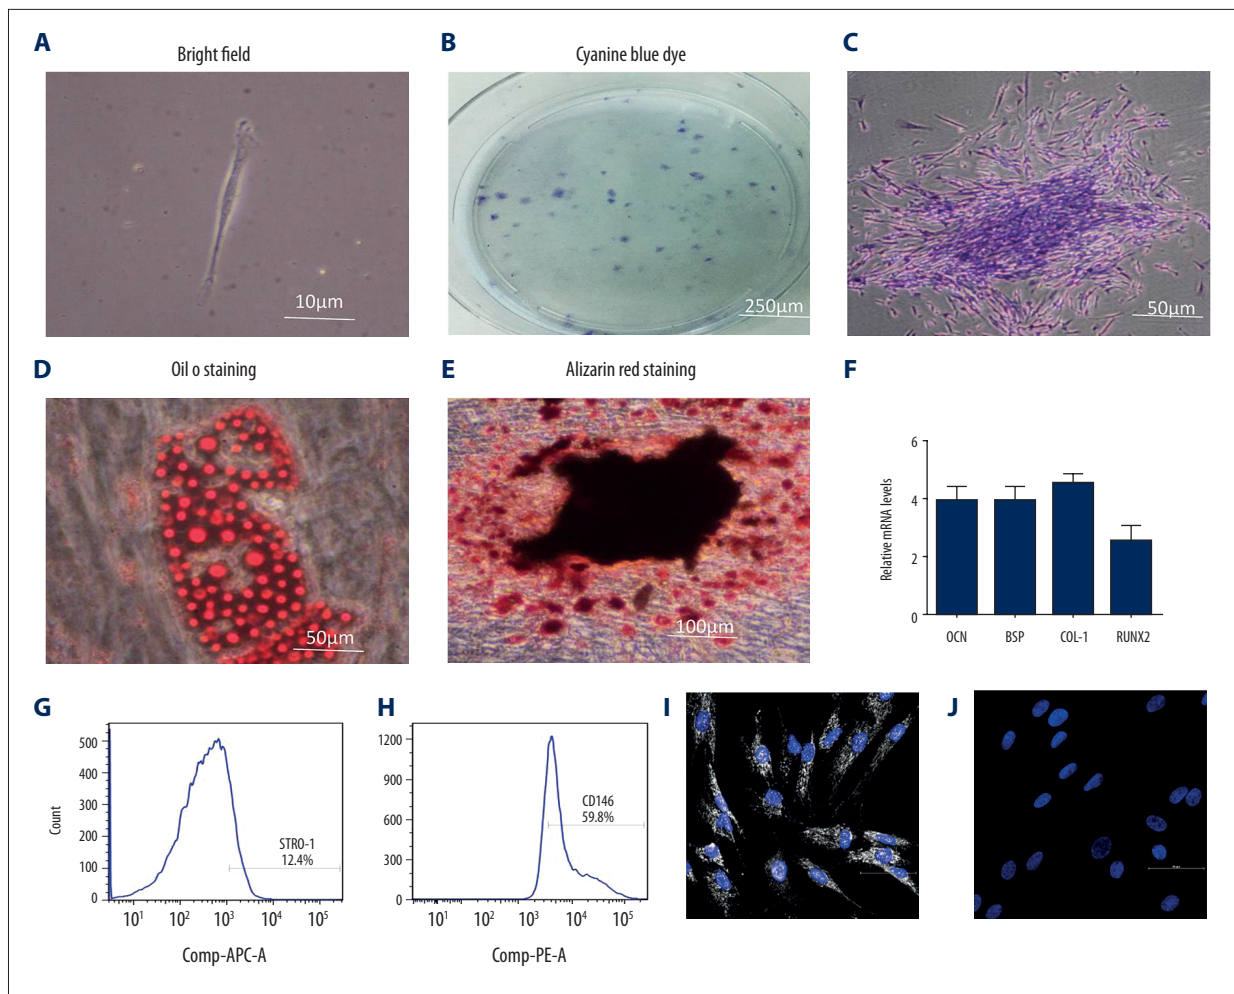 A
Bright field
10µm
B
Cyanine blue dye
250µm
C
50µm
D
Oil o staining
50µm
E
Alizarin red staining
100µm
F
Relative mRNA levels
6
4
2
0
OCN BSP COL-1 RUNX2
G
Count
500
400
300
200
100
0
STRO-1
12.4%
10¹ 10² 10³ 10⁴ 10⁵
Comp-APC-A
H
1200
900
600
300
0
CD146
59.8%
10¹ 10² 10³ 10⁴ 10⁵
Comp-PE-A
I
J